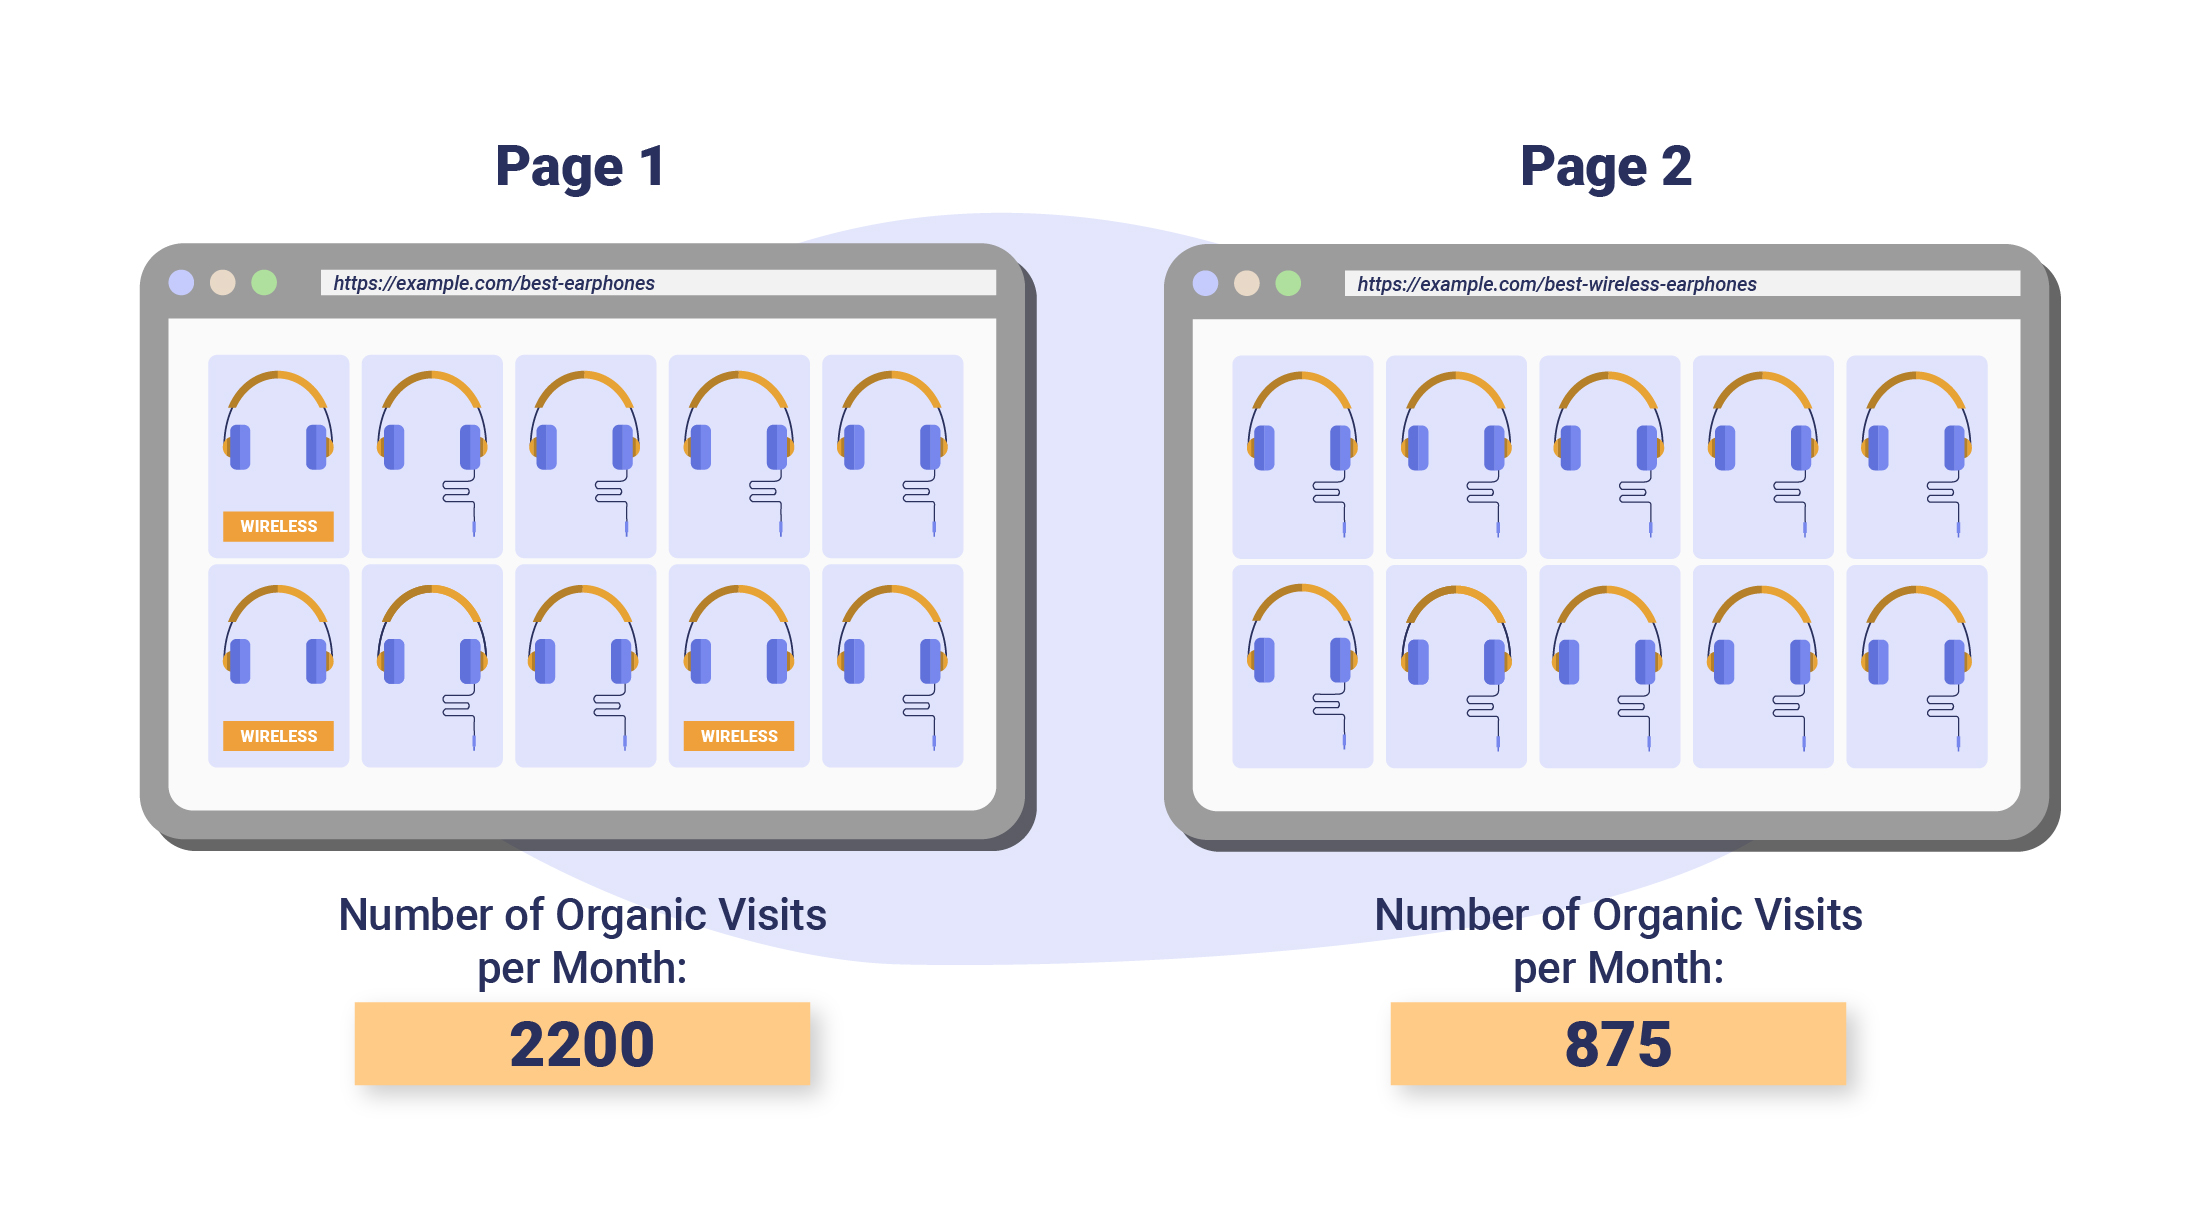 Page 1
https://example.com/best-earphones
WIRELESS
WIRELESS
WIRELESS
Number of Organic Visits
per Month:
2200
Page 2
https://example.com/best-wireless-earphones
Number of Organic Visits
per Month:
875